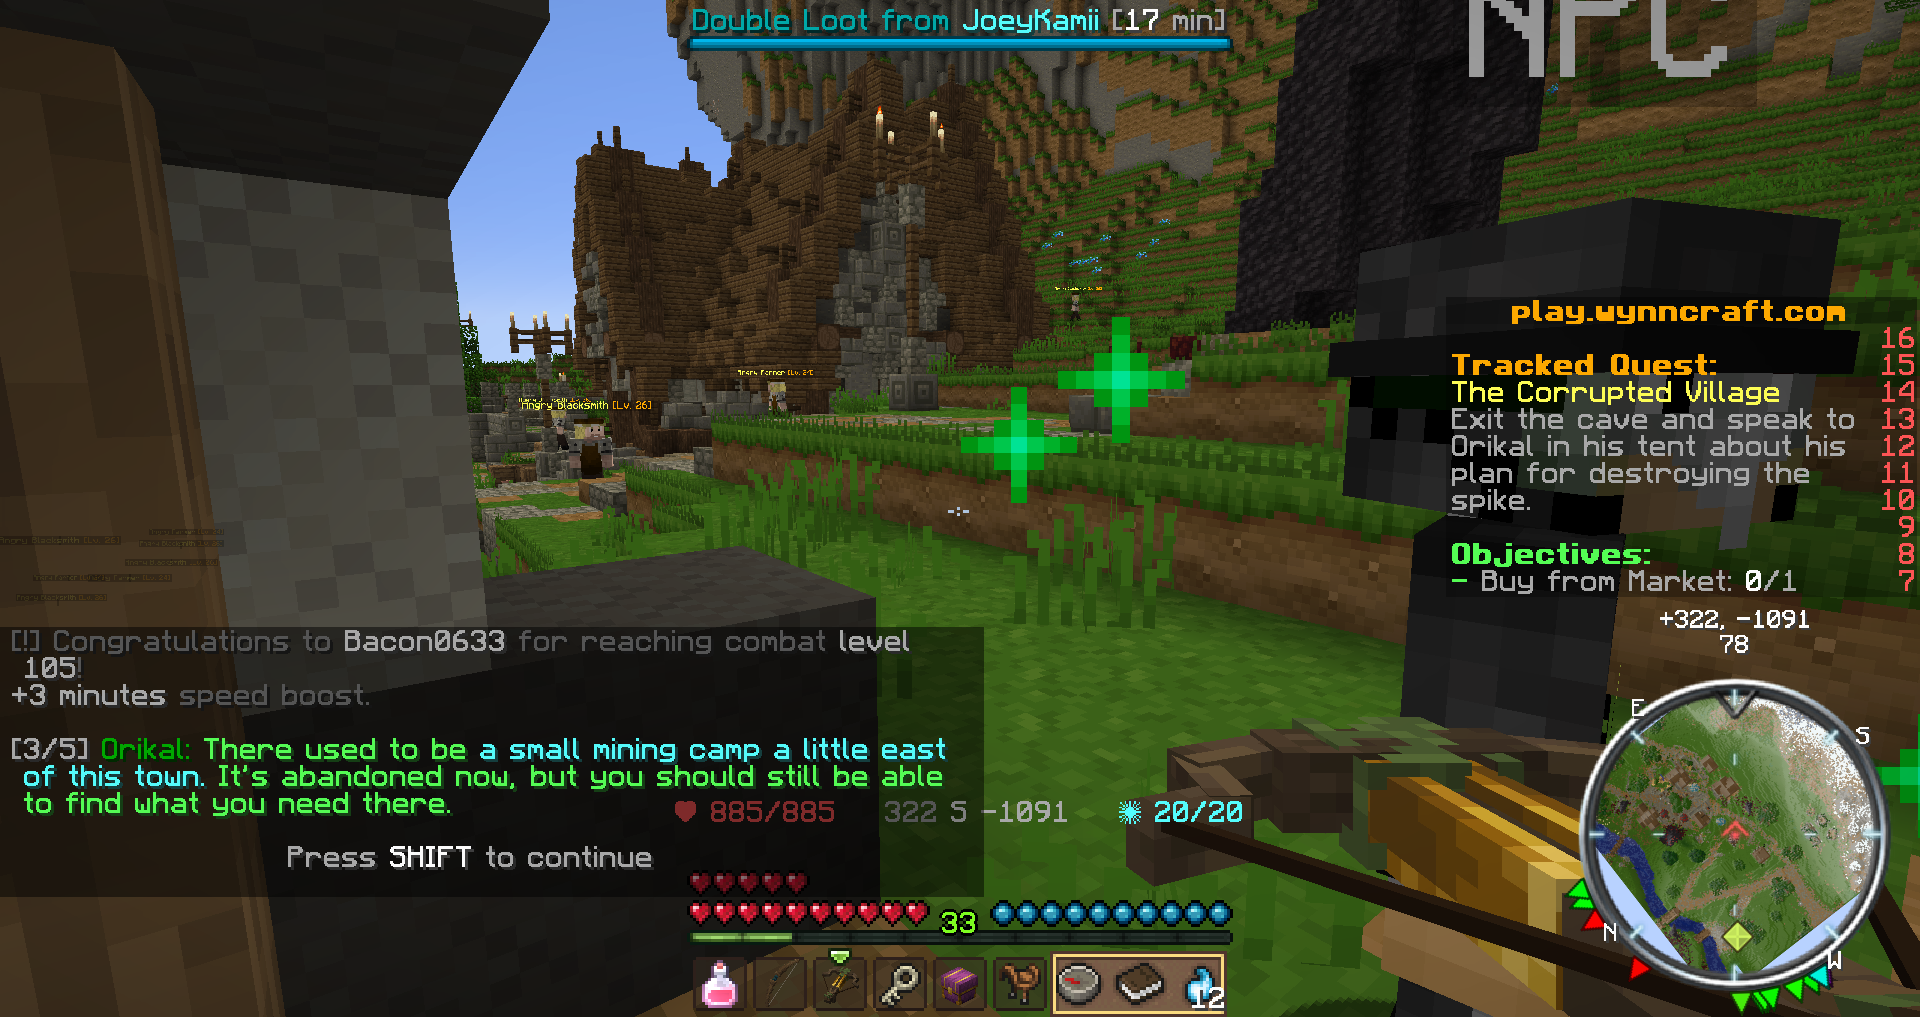 Double Loot from JoeyKamii [17 min]
NPC
Angry Farmer [Lv. 24]
Angry Blacksmith [Lv. 26]
play.wynncraft.com
16
Tracked Quest: 15
The Corrupted Village 14
Exit the cave and speak to 13
Orikal in his tent about his 12
plan for destroying the 11
spike. 10
9
Objectives: 8
- Buy from Market: 0/1 7
+322, -1091
78
E
S
N
W
[!] Congratulations to Bacon0633 for reaching combat level
105!
+3 minutes speed boost.
[3/5] Orikal: There used to be a small mining camp a little east
of this town. It's abandoned now, but you should still be able
to find what you need there.
Press SHIFT to continue
885/885 322 S -1091 20/20
33
12